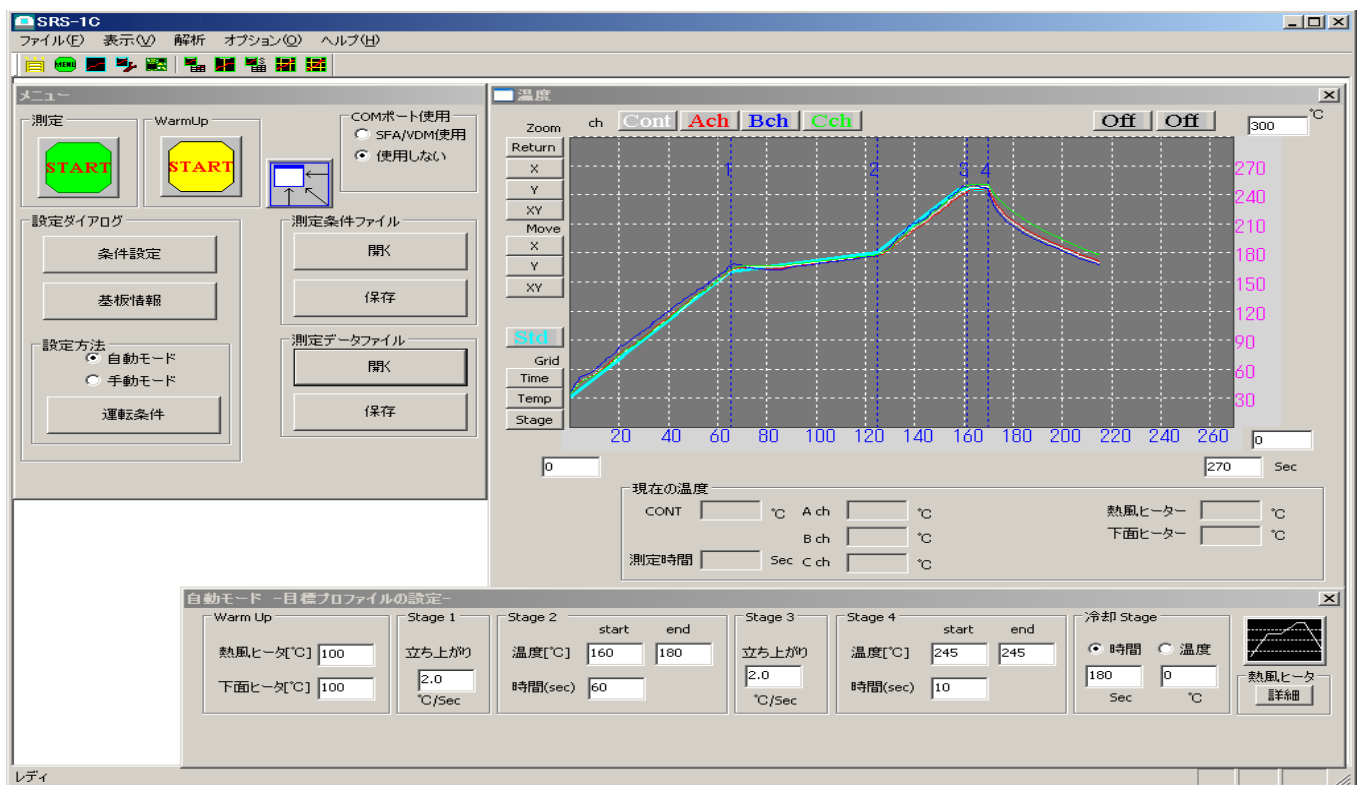 SRS-1C
ファイル(F) 表示(V) 解析 オプション(O) ヘルプ(H)
MENU
メニュー
測定
START
WarmUp
START
COMポート使用
SFA/VDM使用
使用しない
設定ダイアログ
条件設定
基板情報
設定方法
自動モード
手動モード
運転条件
測定条件ファイル
開く
保存
測定データファイル
開く
保存
温度
Zoom ch Cont Ach Bch Cch Off Off 300 ℃
Return
X
Y
XY
Move
X
Y
XY
Std
Grid
Time
Temp
Stage
1 2 3 4
270
240
210
180
150
120
90
60
30
20 40 60 80 100 120 140 160 180 200 220 240 260 0
0 270 Sec
現在の温度
CONT ℃ A ch ℃ 熱風ヒーター ℃
B ch ℃ 下面ヒーター ℃
測定時間 Sec C ch ℃
自動モード -目標プロファイルの設定-
Warm Up
熱風ヒータ[℃] 100
下面ヒータ[℃] 100
Stage 1
立ち上がり
2.0
℃/Sec
Stage 2
start end
温度[℃] 160 180
時間(sec) 60
Stage 3
立ち上がり
2.0
℃/Sec
Stage 4
start end
温度[℃] 245 245
時間(sec) 10
冷却 Stage
時間 温度
180 0
Sec ℃
熱風ヒータ
詳細
レディ